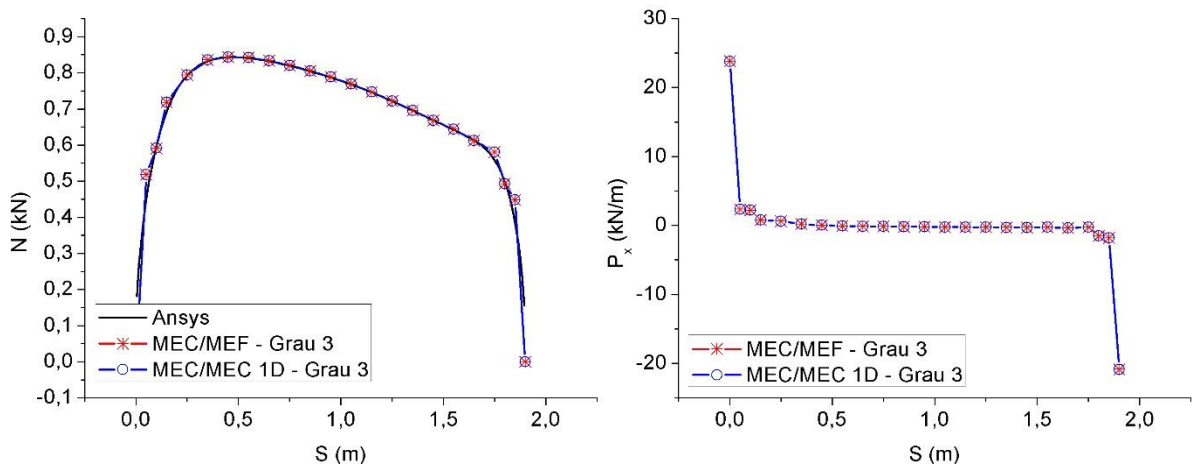 N (kN)
0,9
0,8
0,7
0,6
0,5
0,4
0,3
0,2
0,1
0,0
-0,1
Ansys
MEC/MEF - Grau 3
MEC/MEC 1D - Grau 3
0,0 0,5 1,0 1,5 2,0
S (m)
Px (kN/m)
30
20
10
0
-10
-20
MEC/MEF - Grau 3
MEC/MEC 1D - Grau 3
0,0 0,5 1,0 1,5 2,0
S (m)